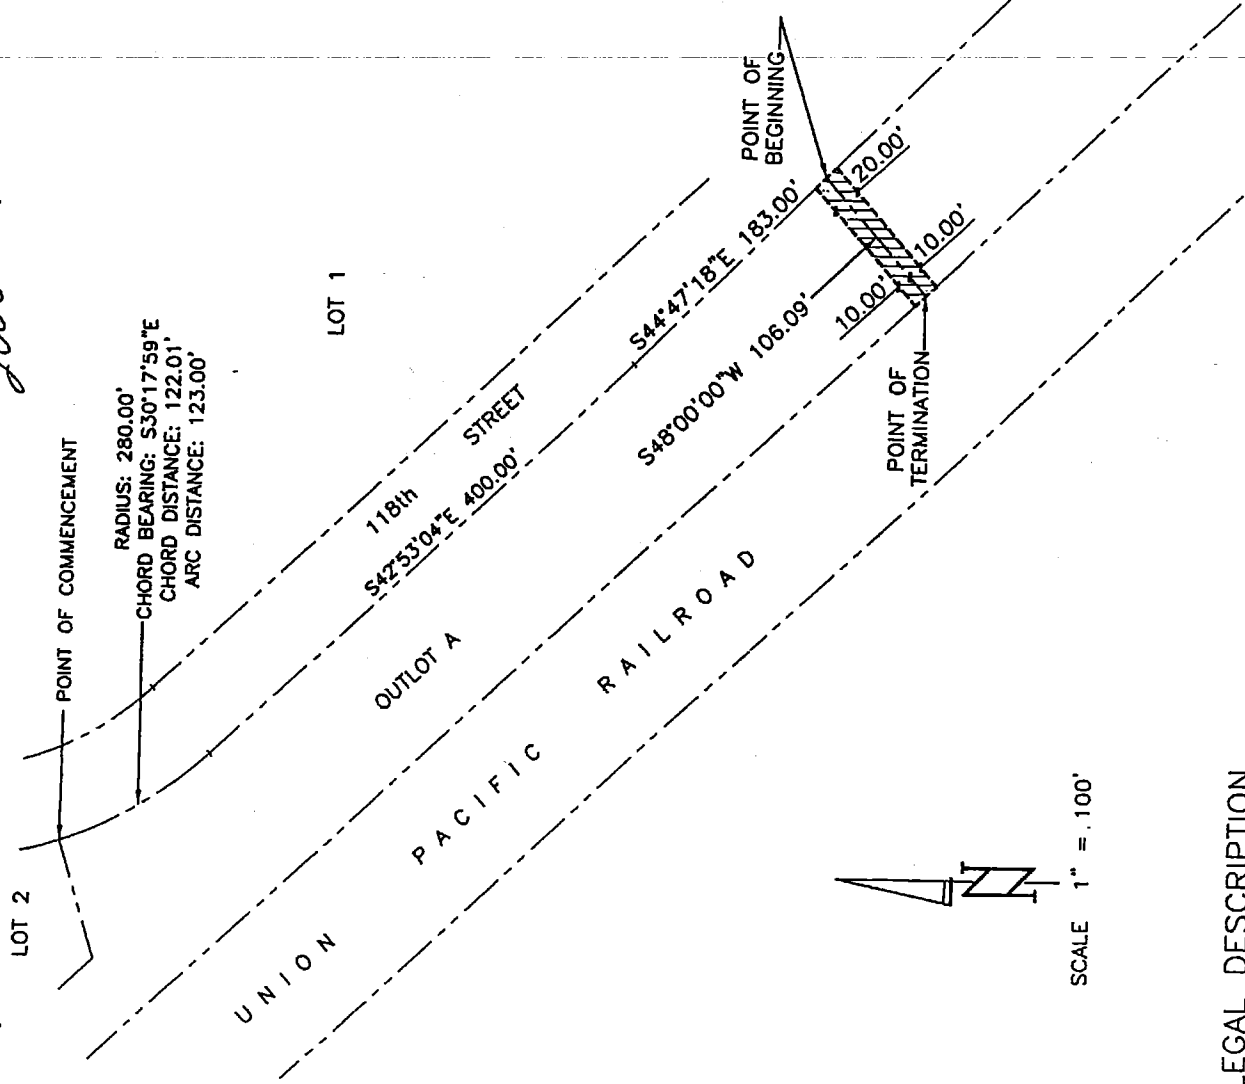 POINT OF COMMENCEMENT
RADIUS: 280.00'
CHORD BEARING: S30°17'59"E
CHORD DISTANCE: 122.01'
ARC DISTANCE: 123.00'
LOT 2
LOT 1
118th STREET
S42°53'04"E 400.00'
S44°47'18"E 183.00'
POINT OF
BEGINNING
20.00'
10.00'
10.00'
S48°00'00"W 106.09'
POINT OF
TERMINATION
OUTLOT A
UNION PACIFIC RAILROAD
SCALE 1" = 100'
LEGAL DESCRIPTION